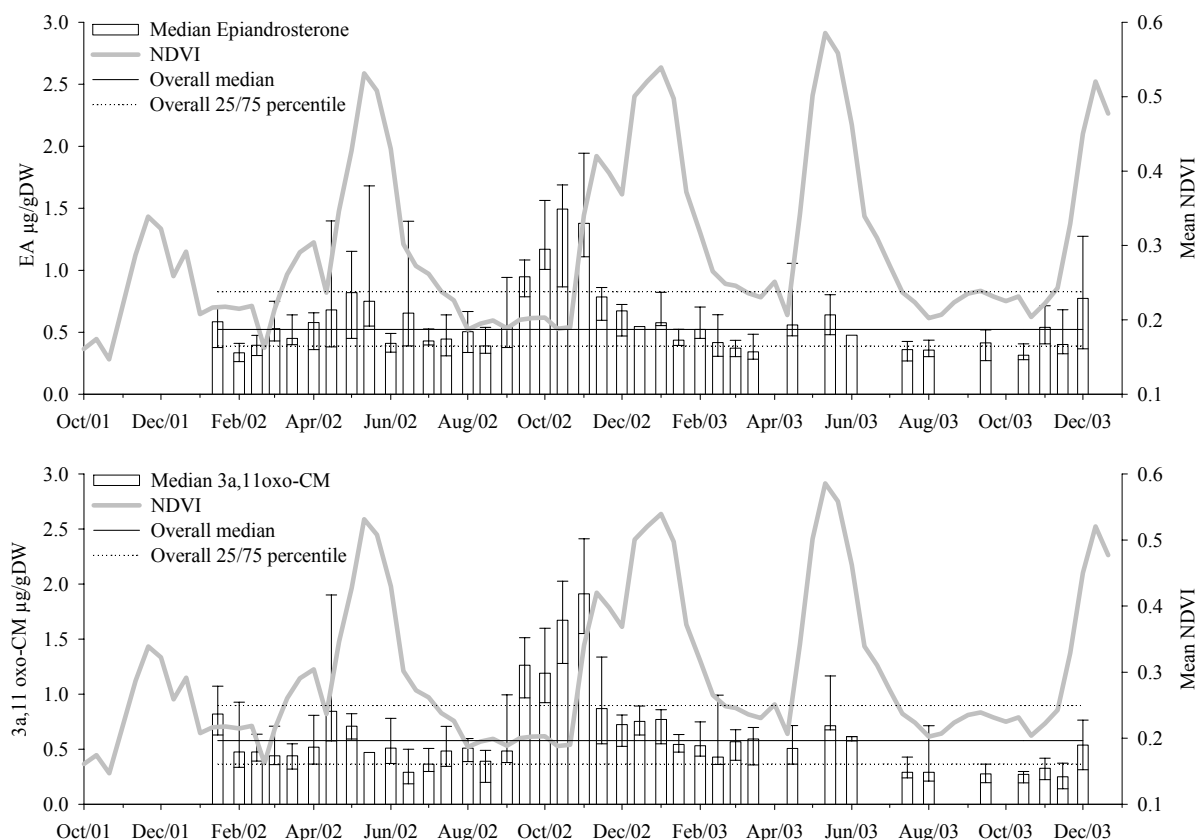 3.0
2.5
2.0
1.5
1.0
0.5
0.0
EA µg/gDW
Median Epiandrosterone
NDVI
Overall median
Overall 25/75 percentile
0.6
0.5
0.4
0.3
0.2
0.1
Mean NDVI
Oct/01 Dec/01 Feb/02 Apr/02 Jun/02 Aug/02 Oct/02 Dec/02 Feb/03 Apr/03 Jun/03 Aug/03 Oct/03 Dec/03
3.0
2.5
2.0
1.5
1.0
0.5
0.0
3a,11 oxo-CM µg/gDW
Median 3a,11oxo-CM
NDVI
Overall median
Overall 25/75 percentile
0.6
0.5
0.4
0.3
0.2
0.1
Mean NDVI
Oct/01 Dec/01 Feb/02 Apr/02 Jun/02 Aug/02 Oct/02 Dec/02 Feb/03 Apr/03 Jun/03 Aug/03 Oct/03 Dec/03